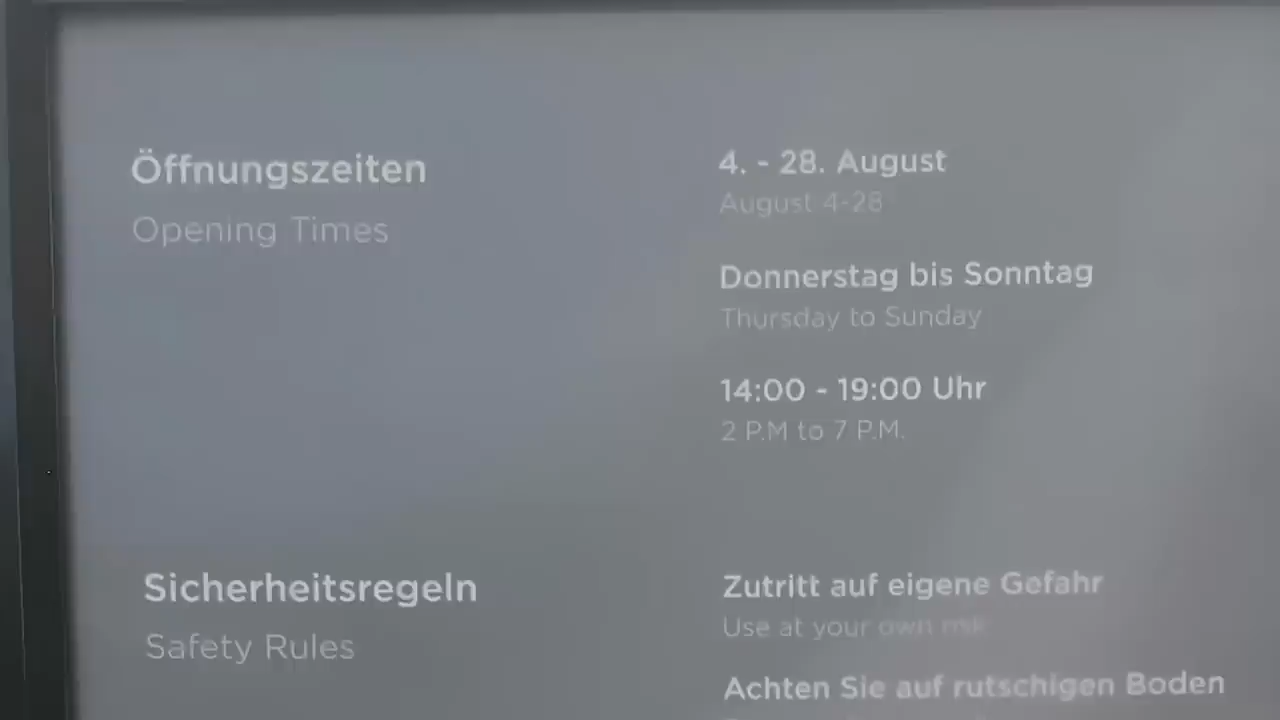 Öffnungszeiten
Opening Times
4. - 28. August
August 4-28
Donnerstag bis Sonntag
Thursday to Sunday
14:00 - 19:00 Uhr
2 P.M to 7 P.M.
Sicherheitsregeln
Safety Rules
Zutritt auf eigene Gefahr
Use at your own risk
Achten Sie auf rutschigen Boden